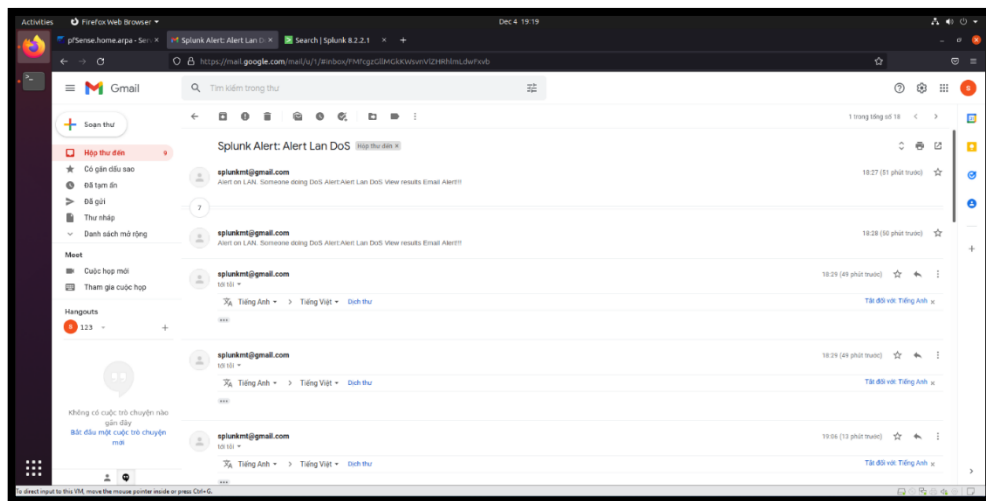 Activities Firefox Web Browser Dec 4 19:19
pfSense.home.arpa - Ser Splunk Alert: Alert Lan D Search | Splunk 8.2.2.1
https://mail.google.com/mail/u/1/#inbox/
Gmail Tìm kiếm trong thư
Soạn thư
1 trong tổng số 18
Splunk Alert: Alert Lan DoS Hộp thư đến x
Hộp thư đến 9
Có gắn dấu sao
Đã tạm ẩn
Đã gửi
Thư nháp
Danh sách mở rộng
Meet
Cuộc họp mới
Tham gia cuộc họp
Hangouts
123
Không có cuộc trò chuyện nào
gần đây
Bắt đầu một cuộc trò chuyện
mới
splunkmt@gmail.com 18:27 (51 phút trước)
Alert on LAN. Someone doing DoS Alert:Alert Lan DoS View results Email Alert!!!
7
splunkmt@gmail.com 18:28 (50 phút trước)
Alert on LAN. Someone doing DoS Alert:Alert Lan DoS View results Email Alert!!!
splunkmt@gmail.com 18:29 (49 phút trước)
tới tôi
Tiếng Anh > Tiếng Việt Dịch thư Tắt đối với: Tiếng Anh x
splunkmt@gmail.com 18:29 (49 phút trước)
tới tôi
Tiếng Anh > Tiếng Việt Dịch thư Tắt đối với: Tiếng Anh x
splunkmt@gmail.com 19:06 (13 phút trước)
tới tôi
Tiếng Anh > Tiếng Việt Dịch thư Tắt đối với: Tiếng Anh x
To direct input to this VM, move the mouse pointer inside or press Ctrl+G.